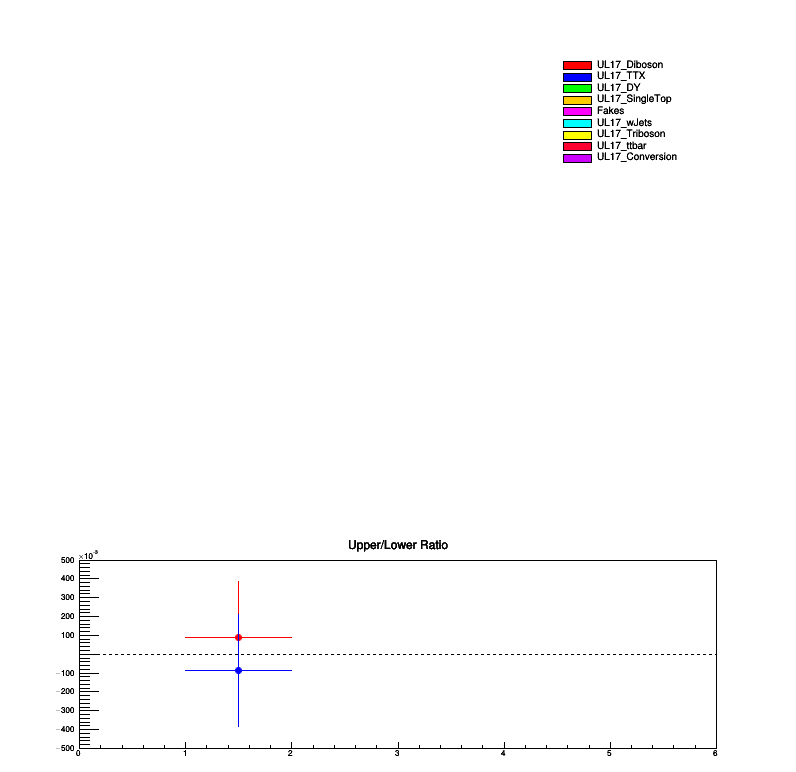 UL17_Diboson
UL17_TTX
UL17_DY
UL17_SingleTop
Fakes
UL17_wJets
UL17_Triboson
UL17_ttbar
UL17_Conversion
Upper/Lower Ratio
×10⁻³
500
400
300
200
100
−100
−200
−300
−400
−500
0 1 2 3 4 5 6